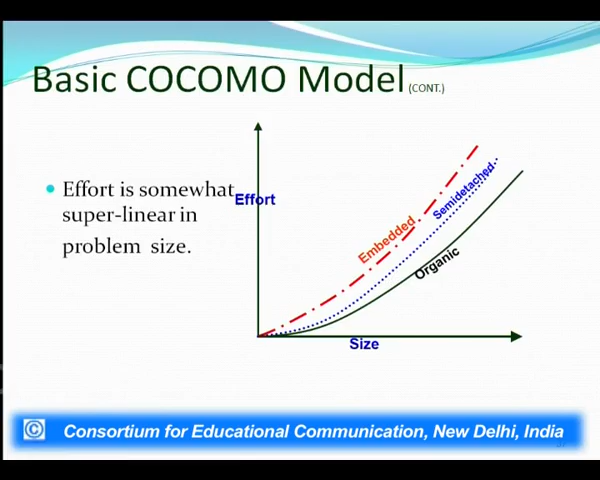 Basic COCOMO Model (CONT.)
Effort is somewhat
super-linear in
problem size.
Effort
Embedded
Semidetached
Organic
Size
© Consortium for Educational Communication, New Delhi, India